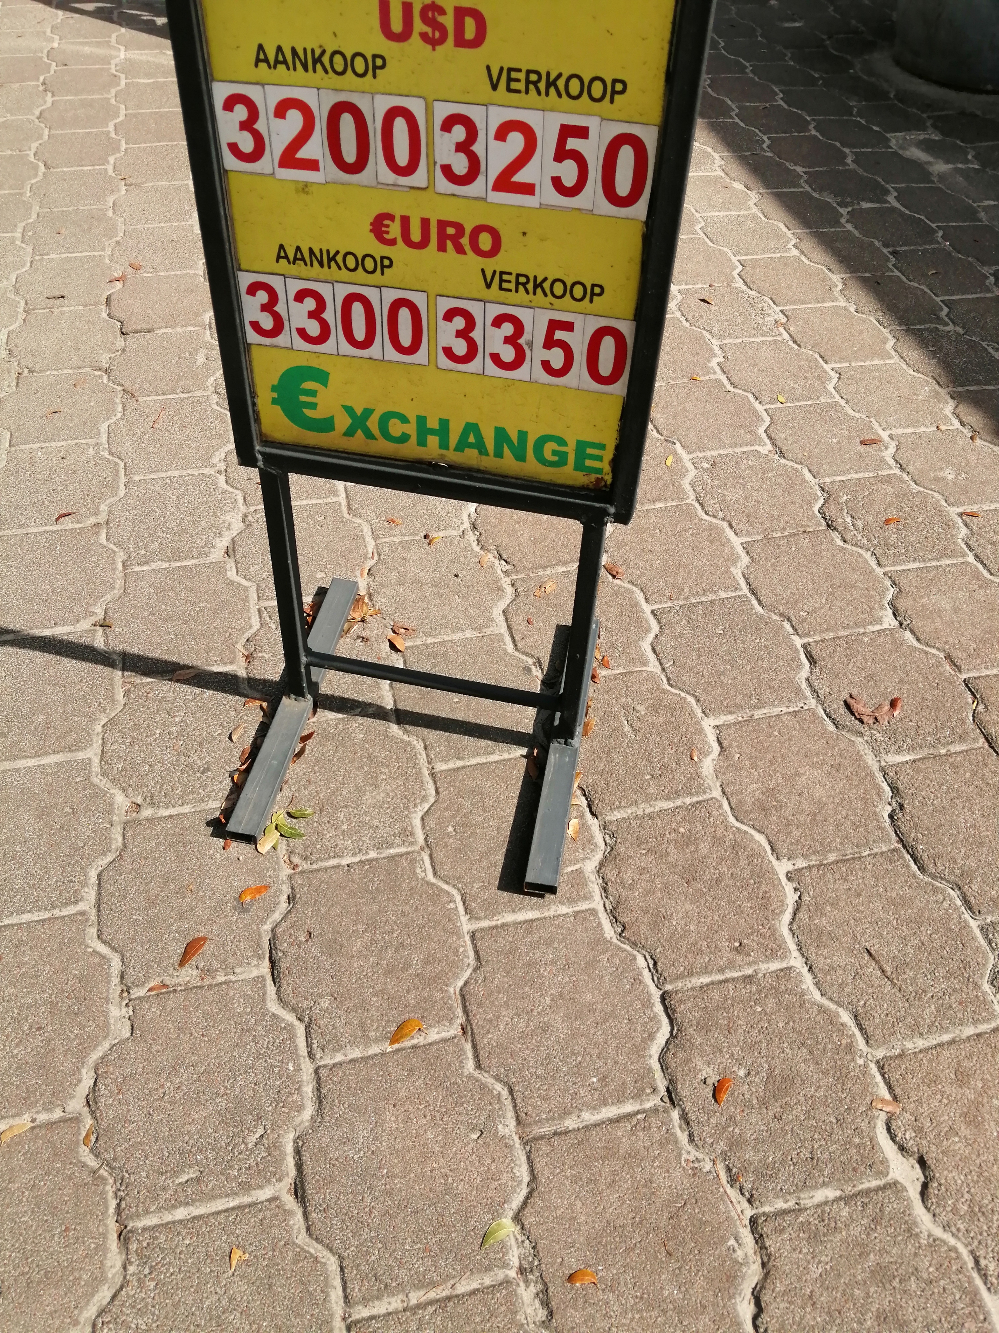 U$D
AANKOOP VERKOOP
3200 3250
€URO
AANKOOP VERKOOP
3300 3350
€XCHANGE